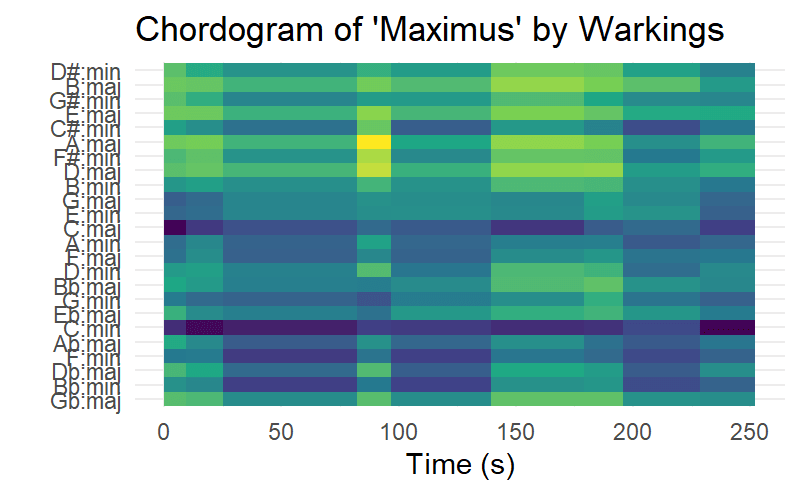 Chordogram of 'Maximus' by Warkings
D#:min
B:maj
G#:min
E:maj
C#:min
A:maj
F#:min
D:maj
B:min
G:maj
E:min
C:maj
A:min
F:maj
D:min
Bb:maj
G:min
Eb:maj
C:min
Ab:maj
F:min
Db:maj
Bb:min
Gb:maj
0 50 100 150 200 250
Time (s)